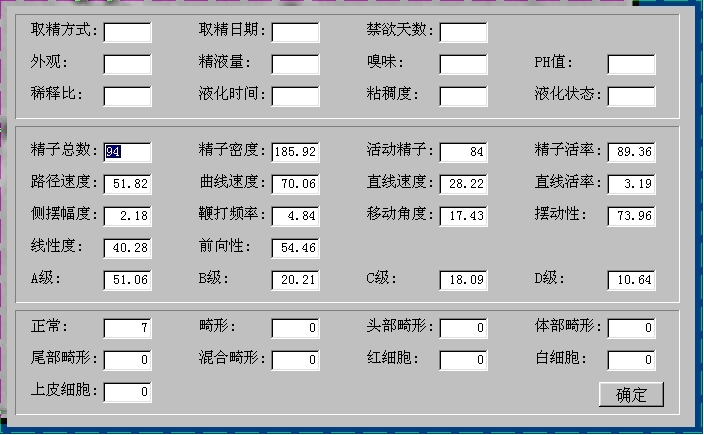 取精方式: 取精日期: 禁欲天数:
外观: 精液量: 嗅味: PH值:
稀释比: 液化时间: 粘稠度: 液化状态:
精子总数: 94 精子密度: 185.92 活动精子: 84 精子活率: 89.36
路径速度: 51.82 曲线速度: 70.06 直线速度: 28.22 直线活率: 3.19
侧摆幅度: 2.18 鞭打频率: 4.84 移动角度: 17.43 摆动性: 73.96
线性度: 40.28 前向性: 54.46
A级: 51.06 B级: 20.21 C级: 18.09 D级: 10.64
正常: 7 畸形: 0 头部畸形: 0 体部畸形: 0
尾部畸形: 0 混合畸形: 0 红细胞: 0 白细胞: 0
上皮细胞: 0 确定